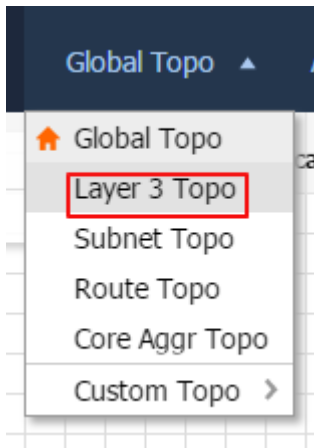 Global Topo
Global Topo
Layer 3 Topo
Subnet Topo
Route Topo
Core Aggr Topo
Custom Topo